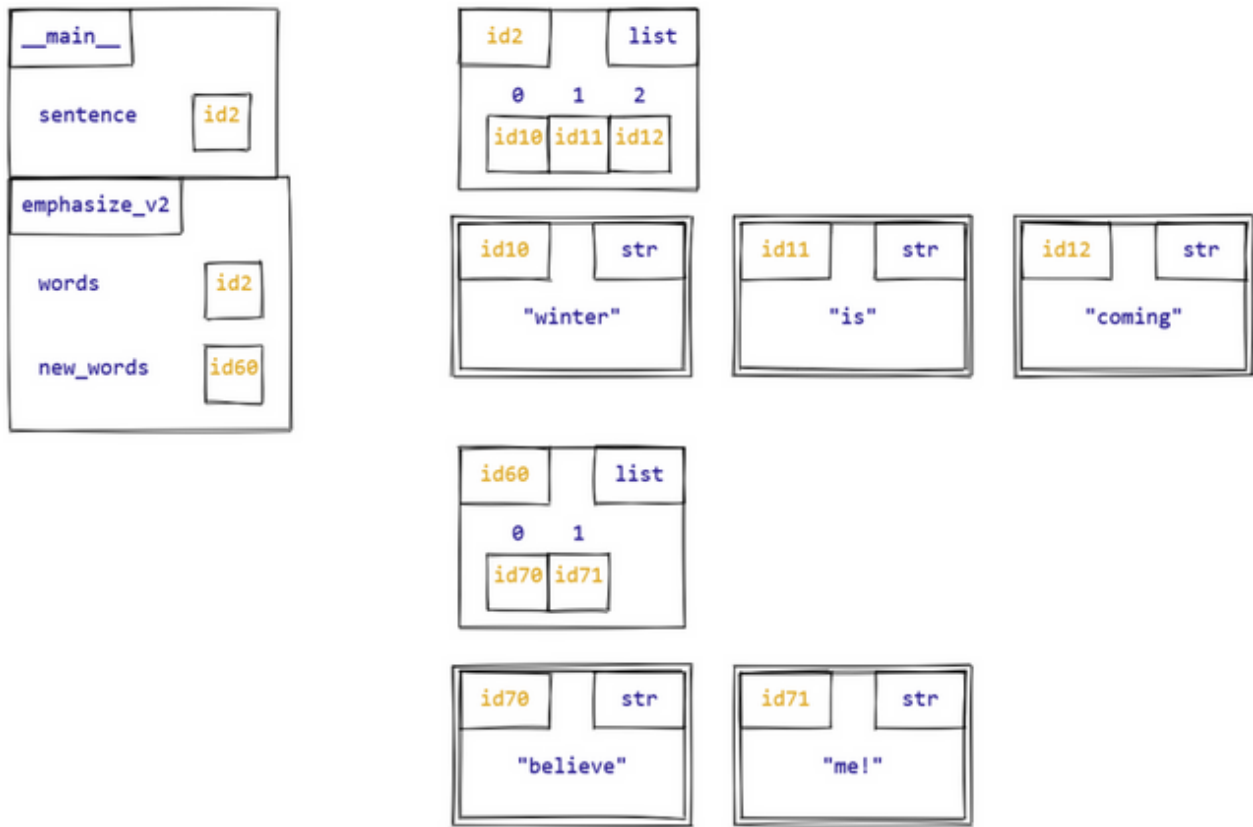 __main__
sentence id2
emphasize_v2
words id2
new_words id60
id2 list
0 1 2
id10 id11 id12
id10 str
"winter"
id11 str
"is"
id12 str
"coming"
id60 list
0 1
id70 id71
id70 str
"believe"
id71 str
"me!"